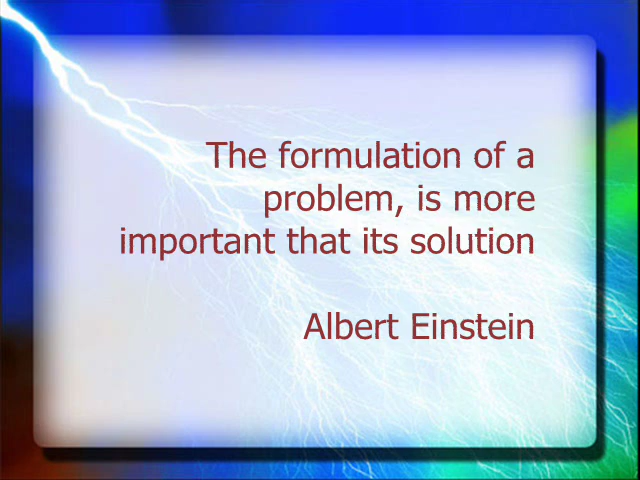 The formulation of a
problem, is more
important that its solution
Albert Einstein